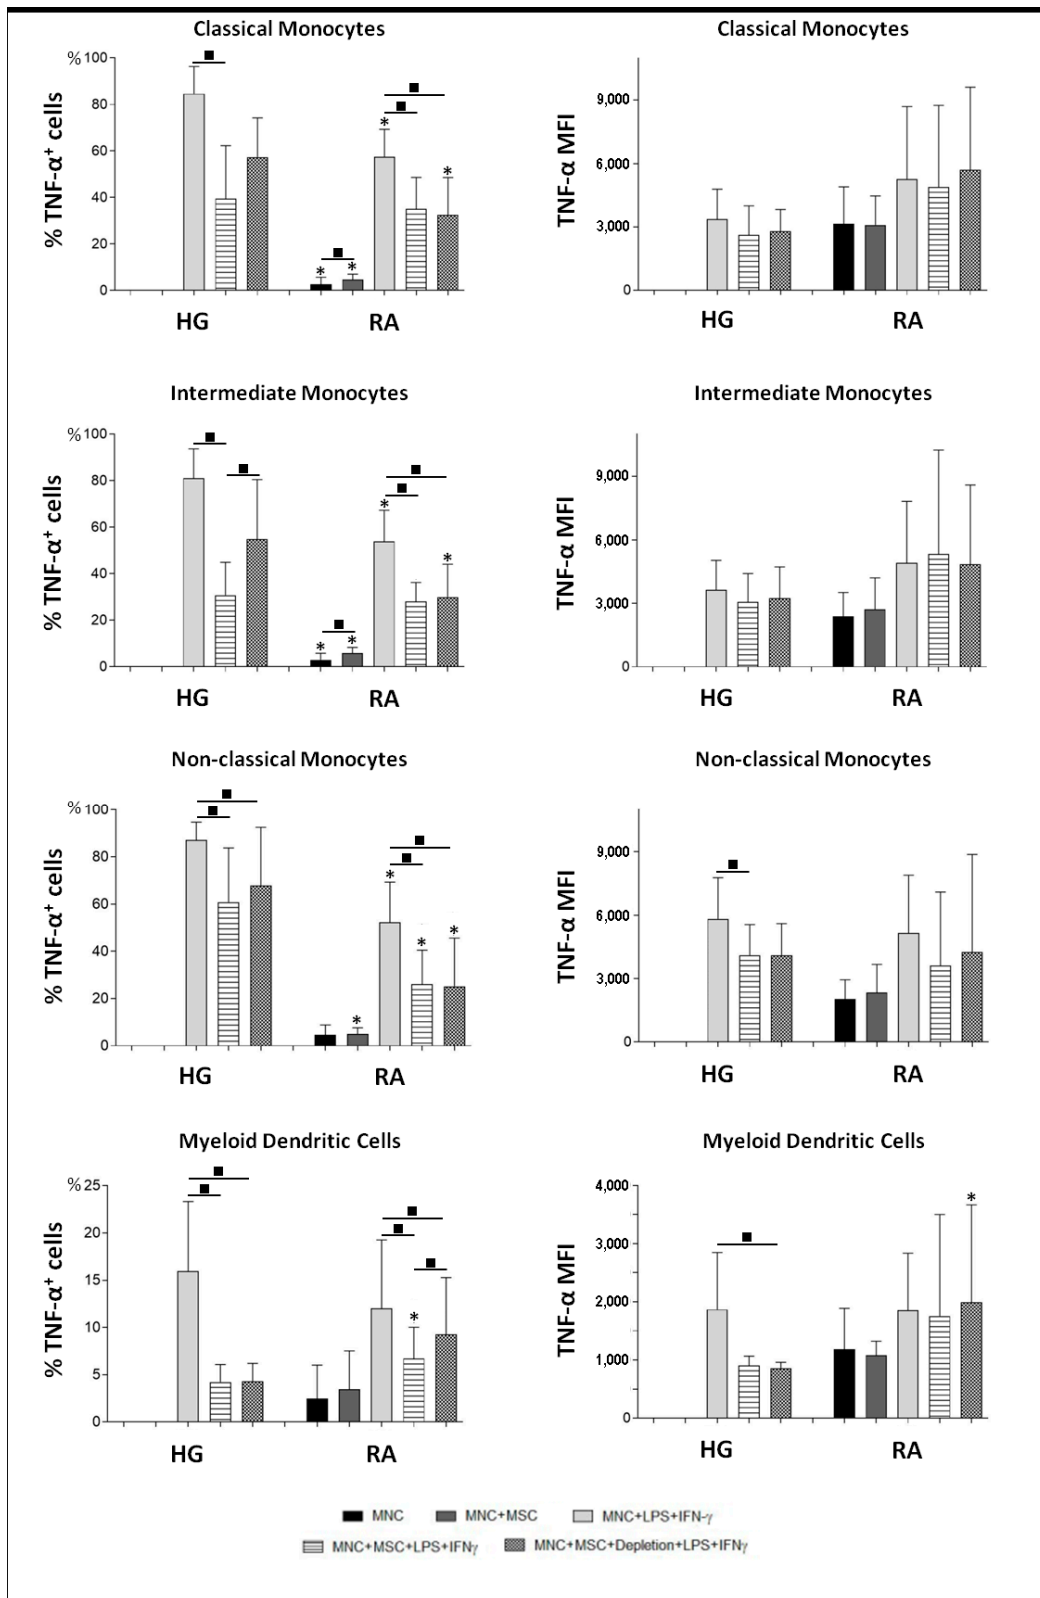 Classical Monocytes
Classical Monocytes
% TNF-α⁺ cells
% 100
80
60
40
20
0
*
*
*
*
HG
RA
TNF-α MFI
9,000
6,000
3,000
0
HG
RA
Intermediate Monocytes
Intermediate Monocytes
% TNF-α⁺ cells
% 100
80
60
40
20
0
*
*
*
*
HG
RA
TNF-α MFI
9,000
6,000
3,000
0
HG
RA
Non-classical Monocytes
Non-classical Monocytes
% TNF-α⁺ cells
% 100
80
60
40
20
0
*
*
*
*
HG
RA
TNF-α MFI
9,000
6,000
3,000
0
HG
RA
Myeloid Dendritic Cells
Myeloid Dendritic Cells
% TNF-α⁺ cells
% 25
20
15
10
5
0
*
HG
RA
TNF-α MFI
4,000
3,000
2,000
1,000
0
*
HG
RA
MNC MNC+MSC MNC+LPS+IFN-γ
MNC+MSC+LPS+IFNγ MNC+MSC+Depletion+LPS+IFNγ